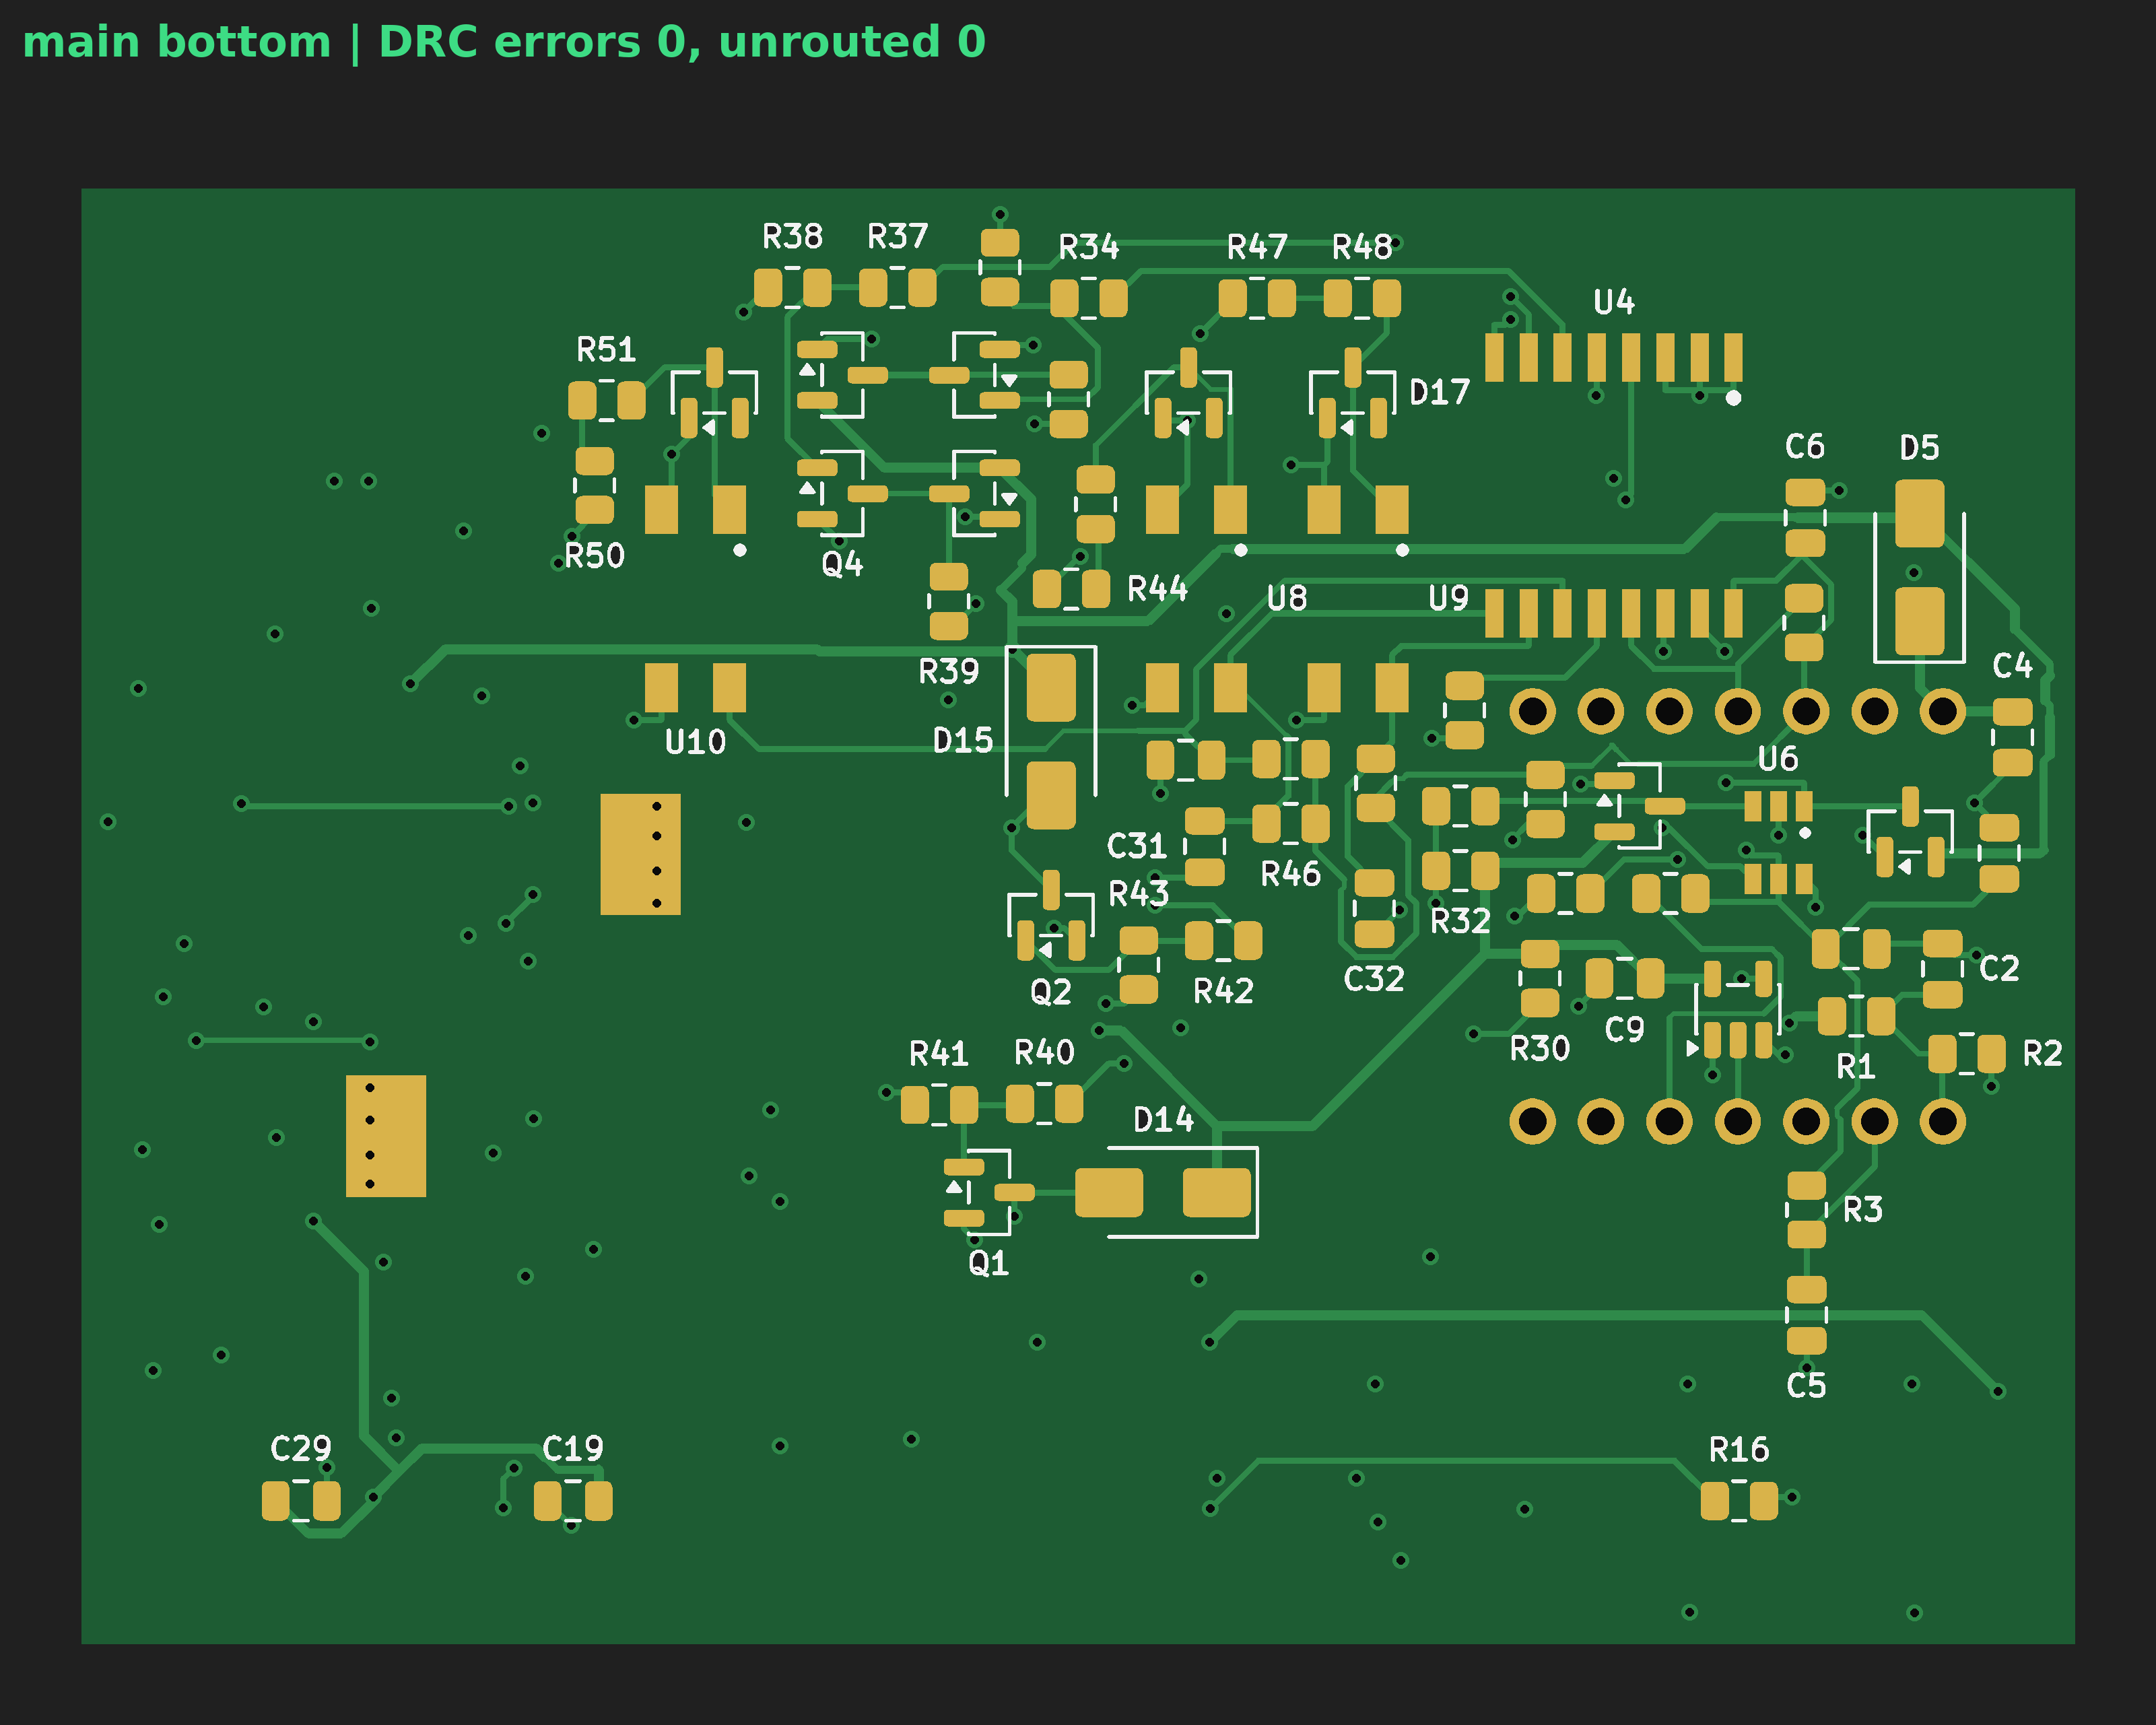 main bottom | DRC errors 0, unrouted 0
R38
R37
R34
R47
R48
U4
R51
D17
C6
D5
R50
Q4
R44
U8
U9
R39
C4
D15
U10
U6
C31
R46
R43
R32
C32
C2
Q2
R42
C9
R30
R41
R40
R1
R2
D14
R3
Q1
C5
C29
C19
R16